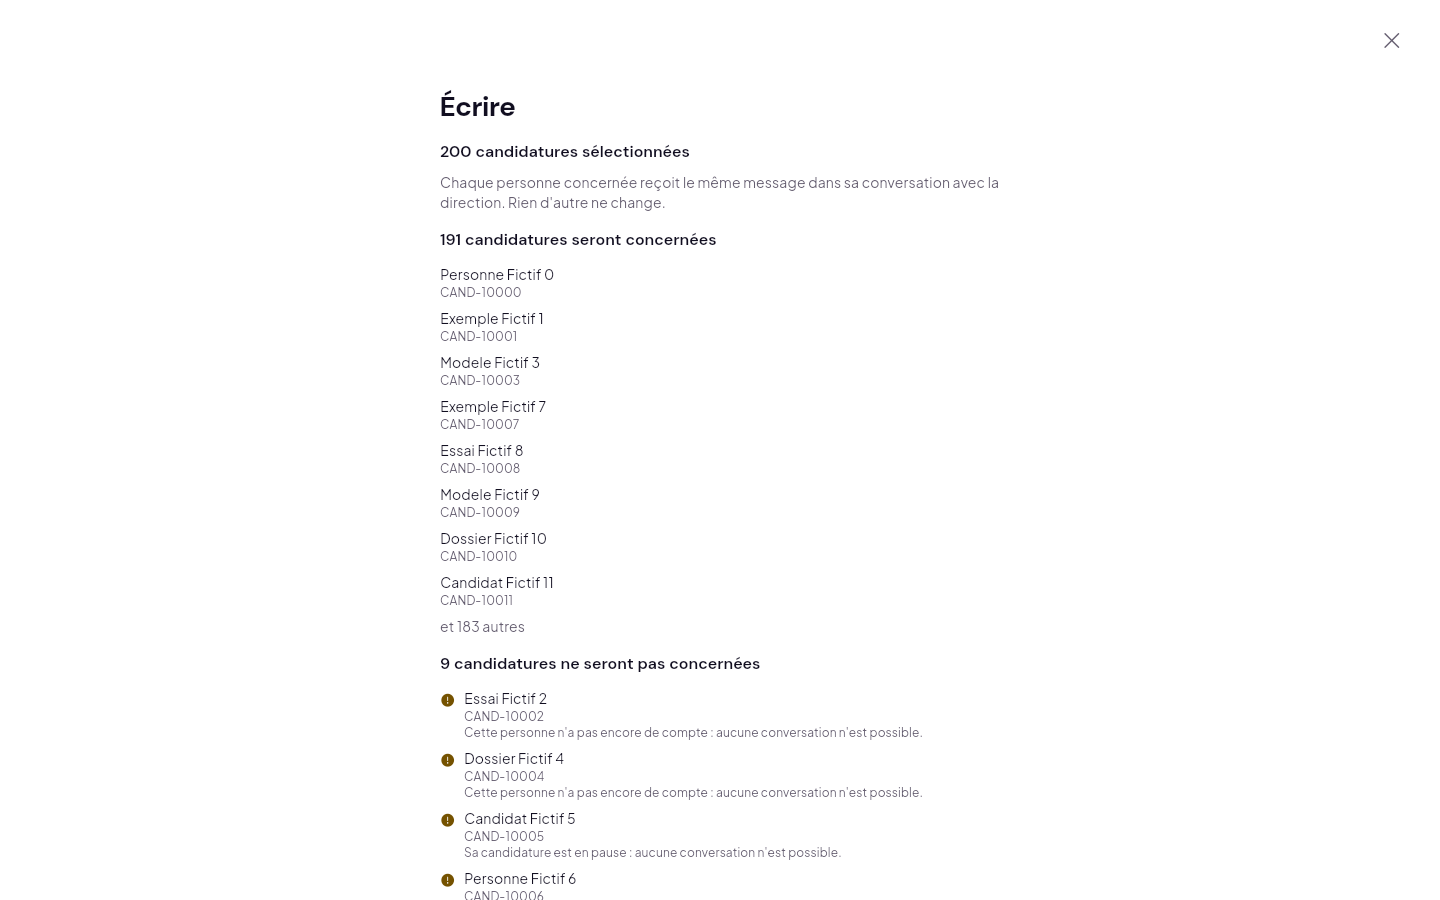 Écrire
200 candidatures sélectionnées
Chaque personne concernée reçoit le même message dans sa conversation avec la
direction. Rien d'autre ne change.
191 candidatures seront concernées
Personne Fictif 0
CAND-10000
Exemple Fictif 1
CAND-10001
Modele Fictif 3
CAND-10003
Exemple Fictif 7
CAND-10007
Essai Fictif 8
CAND-10008
Modele Fictif 9
CAND-10009
Dossier Fictif 10
CAND-10010
Candidat Fictif 11
CAND-10011
et 183 autres
9 candidatures ne seront pas concernées
Essai Fictif 2
CAND-10002
Cette personne n'a pas encore de compte : aucune conversation n'est possible.
Dossier Fictif 4
CAND-10004
Cette personne n'a pas encore de compte : aucune conversation n'est possible.
Candidat Fictif 5
CAND-10005
Sa candidature est en pause : aucune conversation n'est possible.
Personne Fictif 6
CAND-10006